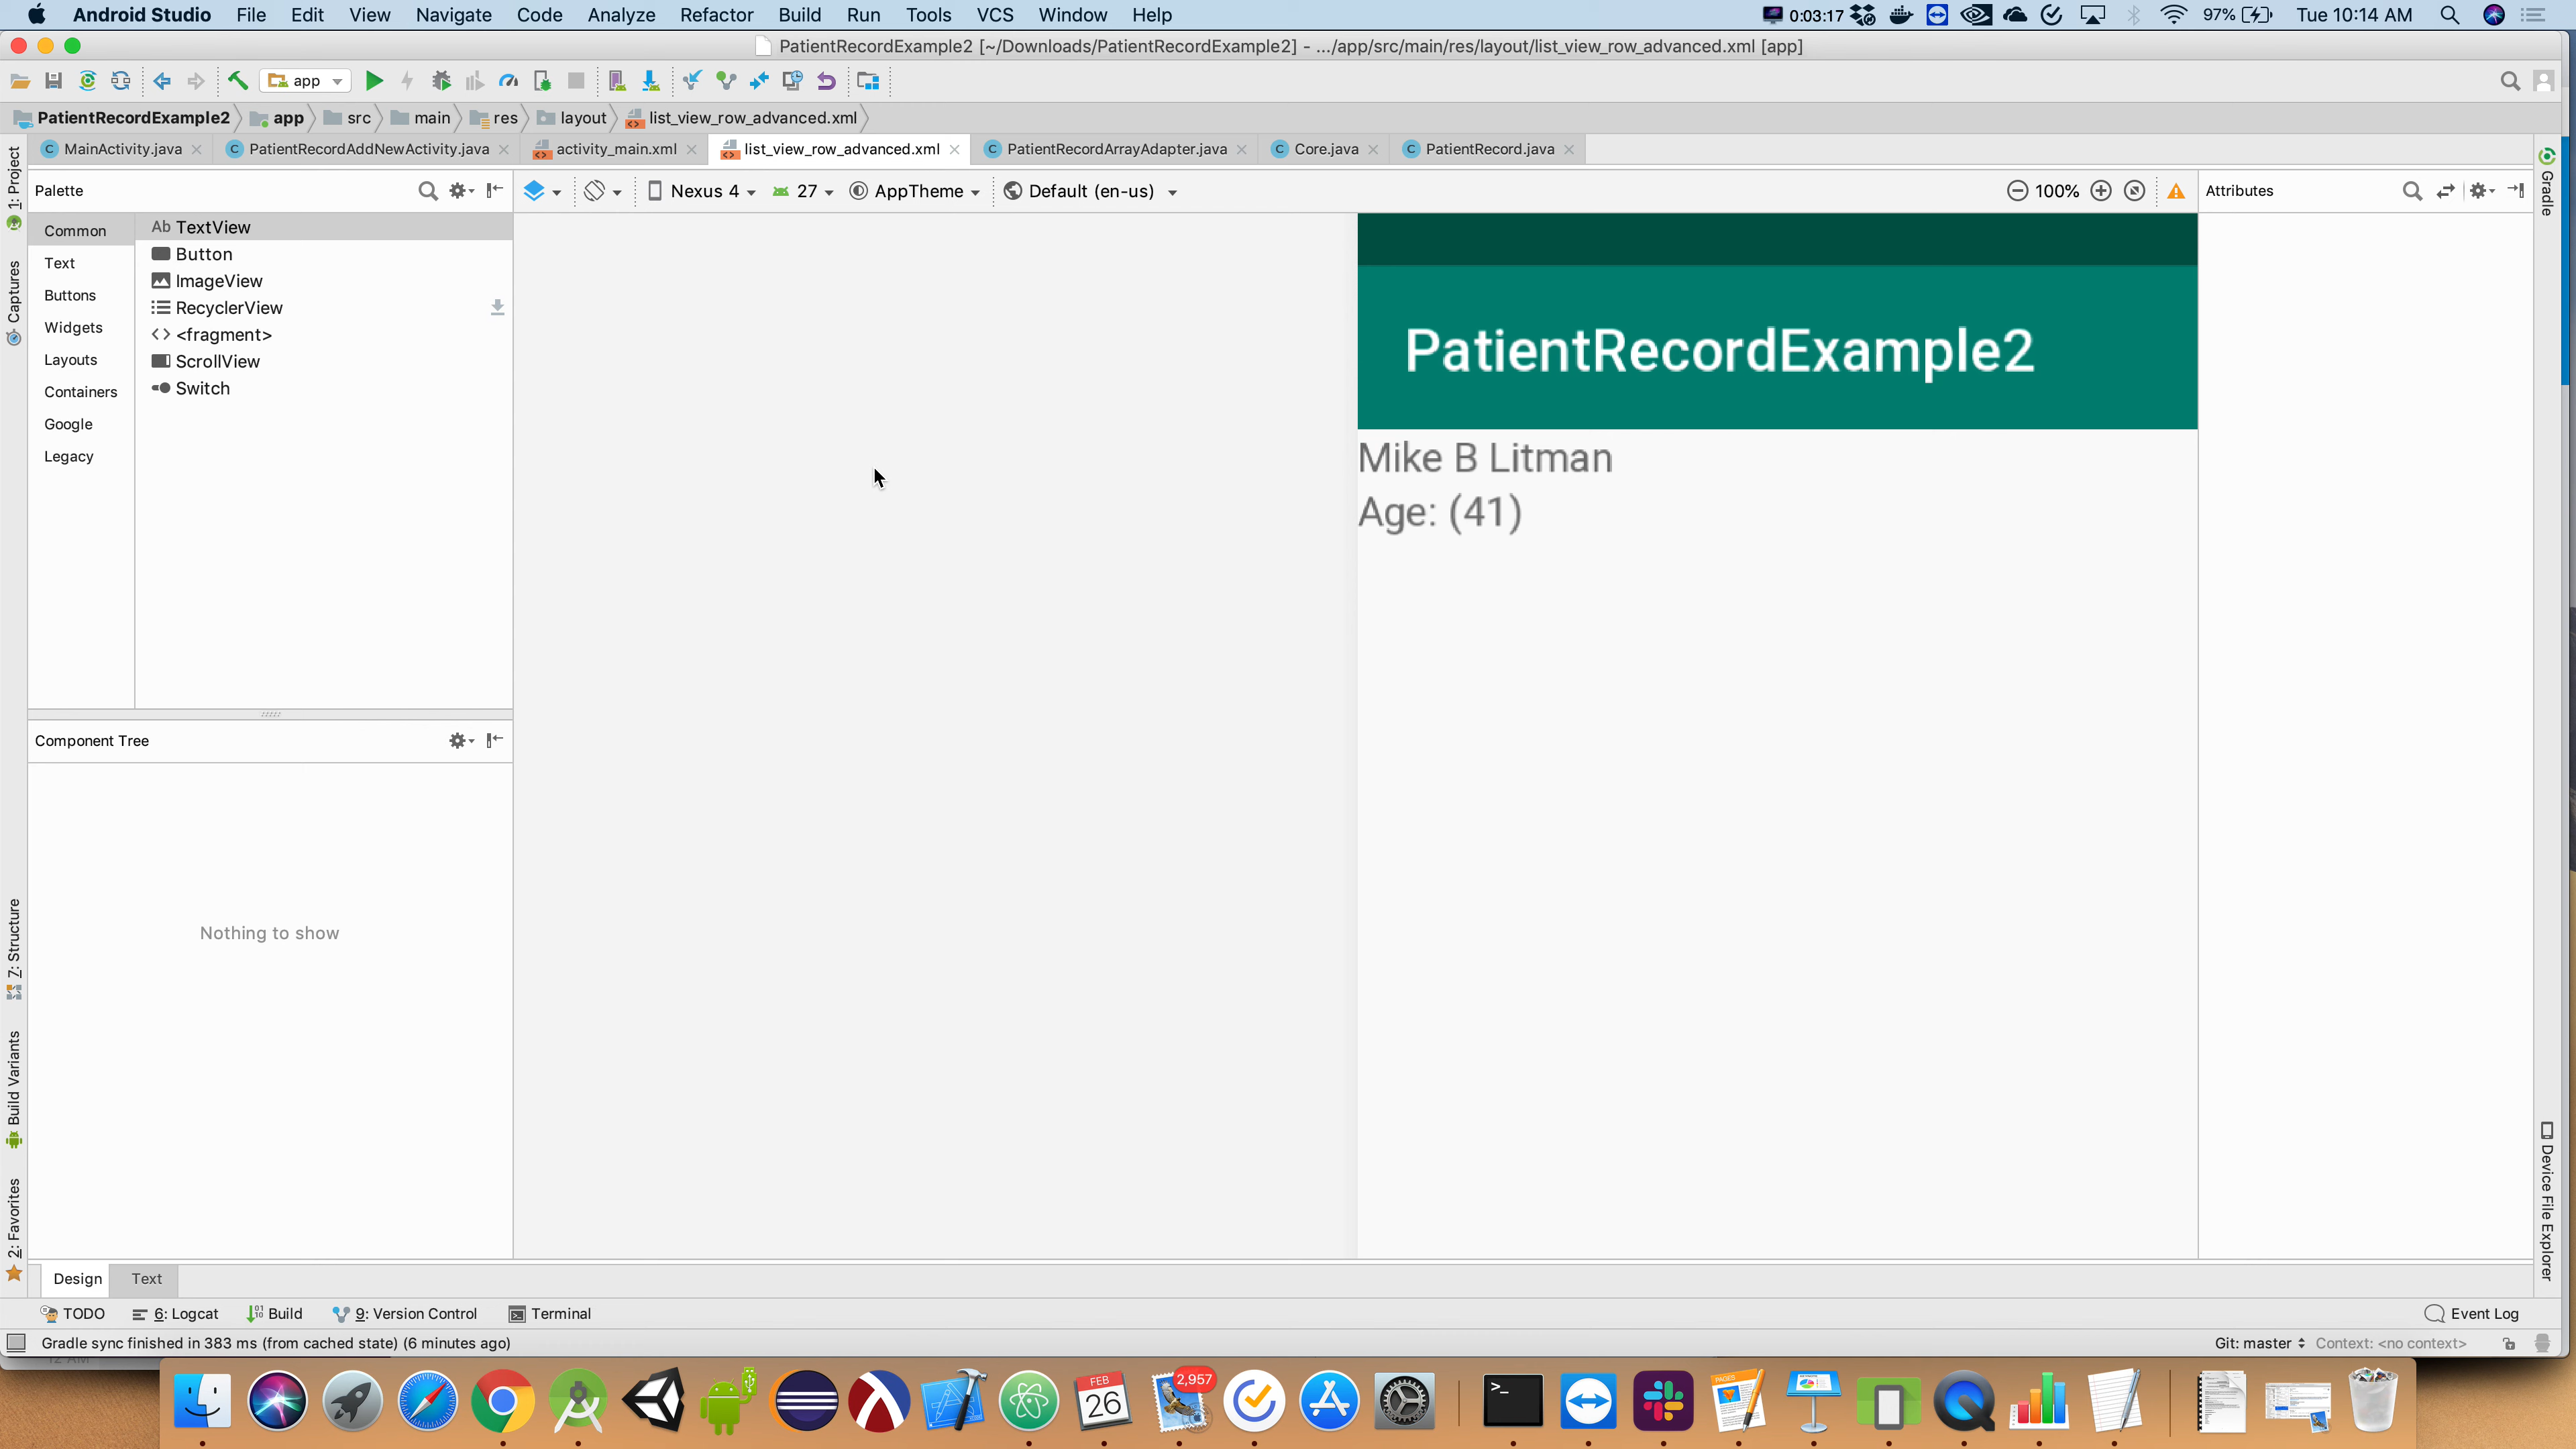 Android Studio File Edit View Navigate Code Analyze Refactor Build Run Tools VCS Window Help 0:03:17 97% Tue 10:14 AM
PatientRecordExample2 [~/Downloads/PatientRecordExample2] - .../app/src/main/res/layout/list_view_row_advanced.xml [app]
app
PatientRecordExample2 app src main res layout list_view_row_advanced.xml
MainActivity.java PatientRecordAddNewActivity.java activity_main.xml list_view_row_advanced.xml PatientRecordArrayAdapter.java Core.java PatientRecord.java
Palette Nexus 4 27 AppTheme Default (en-us) 100% Attributes
1: Project
Captures
7: Structure
Build Variants
2: Favorites
Common
Text
Buttons
Widgets
Layouts
Containers
Google
Legacy
Ab TextView
Button
ImageView
RecyclerView
<> <fragment>
ScrollView
Switch
Component Tree
Nothing to show
PatientRecordExample2
Mike B Litman
Age: (41)
Gradle
Device File Explorer
Design Text
TODO 6: Logcat Build 9: Version Control Terminal Event Log
Gradle sync finished in 383 ms (from cached state) (6 minutes ago) Git: master Context: <no context>
12 AM
FEB
26
2,957